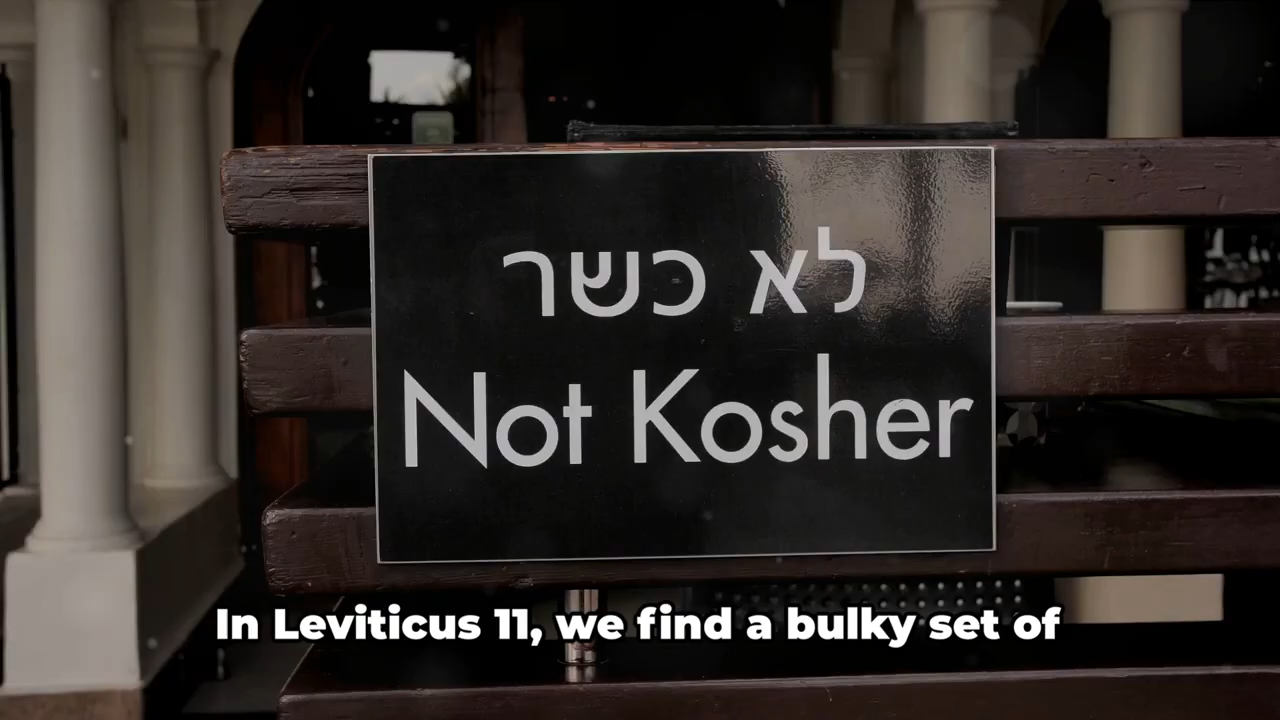 לא כשר
Not Kosher
In Leviticus 11, we find a bulky set of